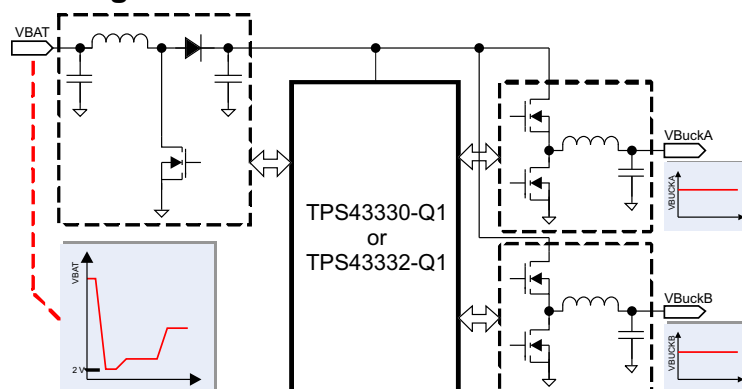 VBAT
VBuckA
VBUCKA
TPS43330-Q1
or
TPS43332-Q1
VBAT
2 V
VBuckB
VBUCKB